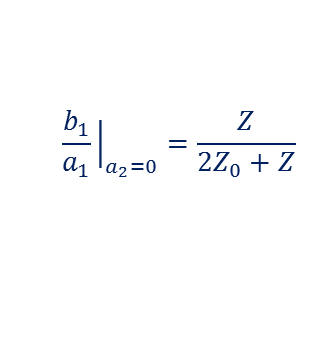 b₁/a₁ |ₐ₂₌₀ = Z/(2Z₀ + Z)